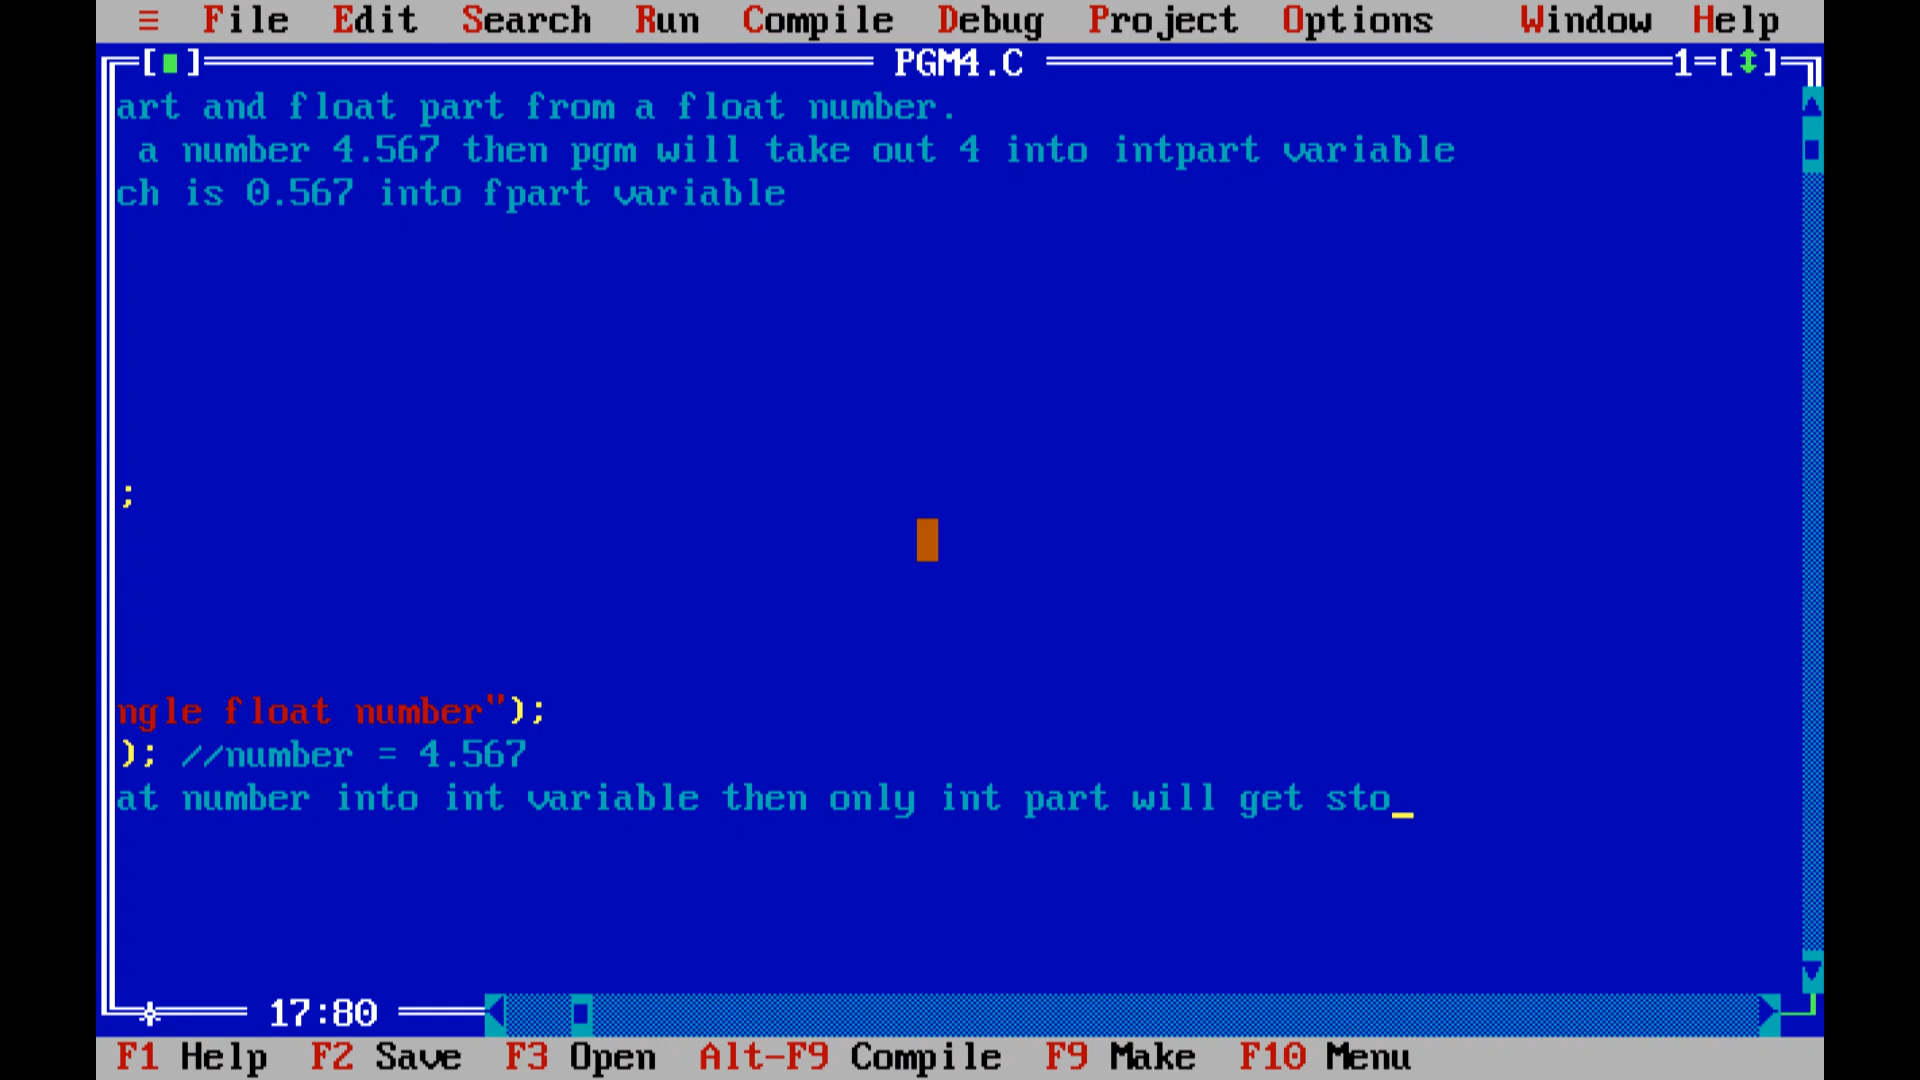 ≡ File Edit Search Run Compile Debug Project Options Window Help
[■] PGM4.C 1=[↕]
art and float part from a float number.
a number 4.567 then pgm will take out 4 into intpart variable
ch is 0.567 into fpart variable
;
ngle float number");
); //number = 4.567
at number into int variable then only int part will get sto_
17:80
F1 Help F2 Save F3 Open Alt-F9 Compile F9 Make F10 Menu